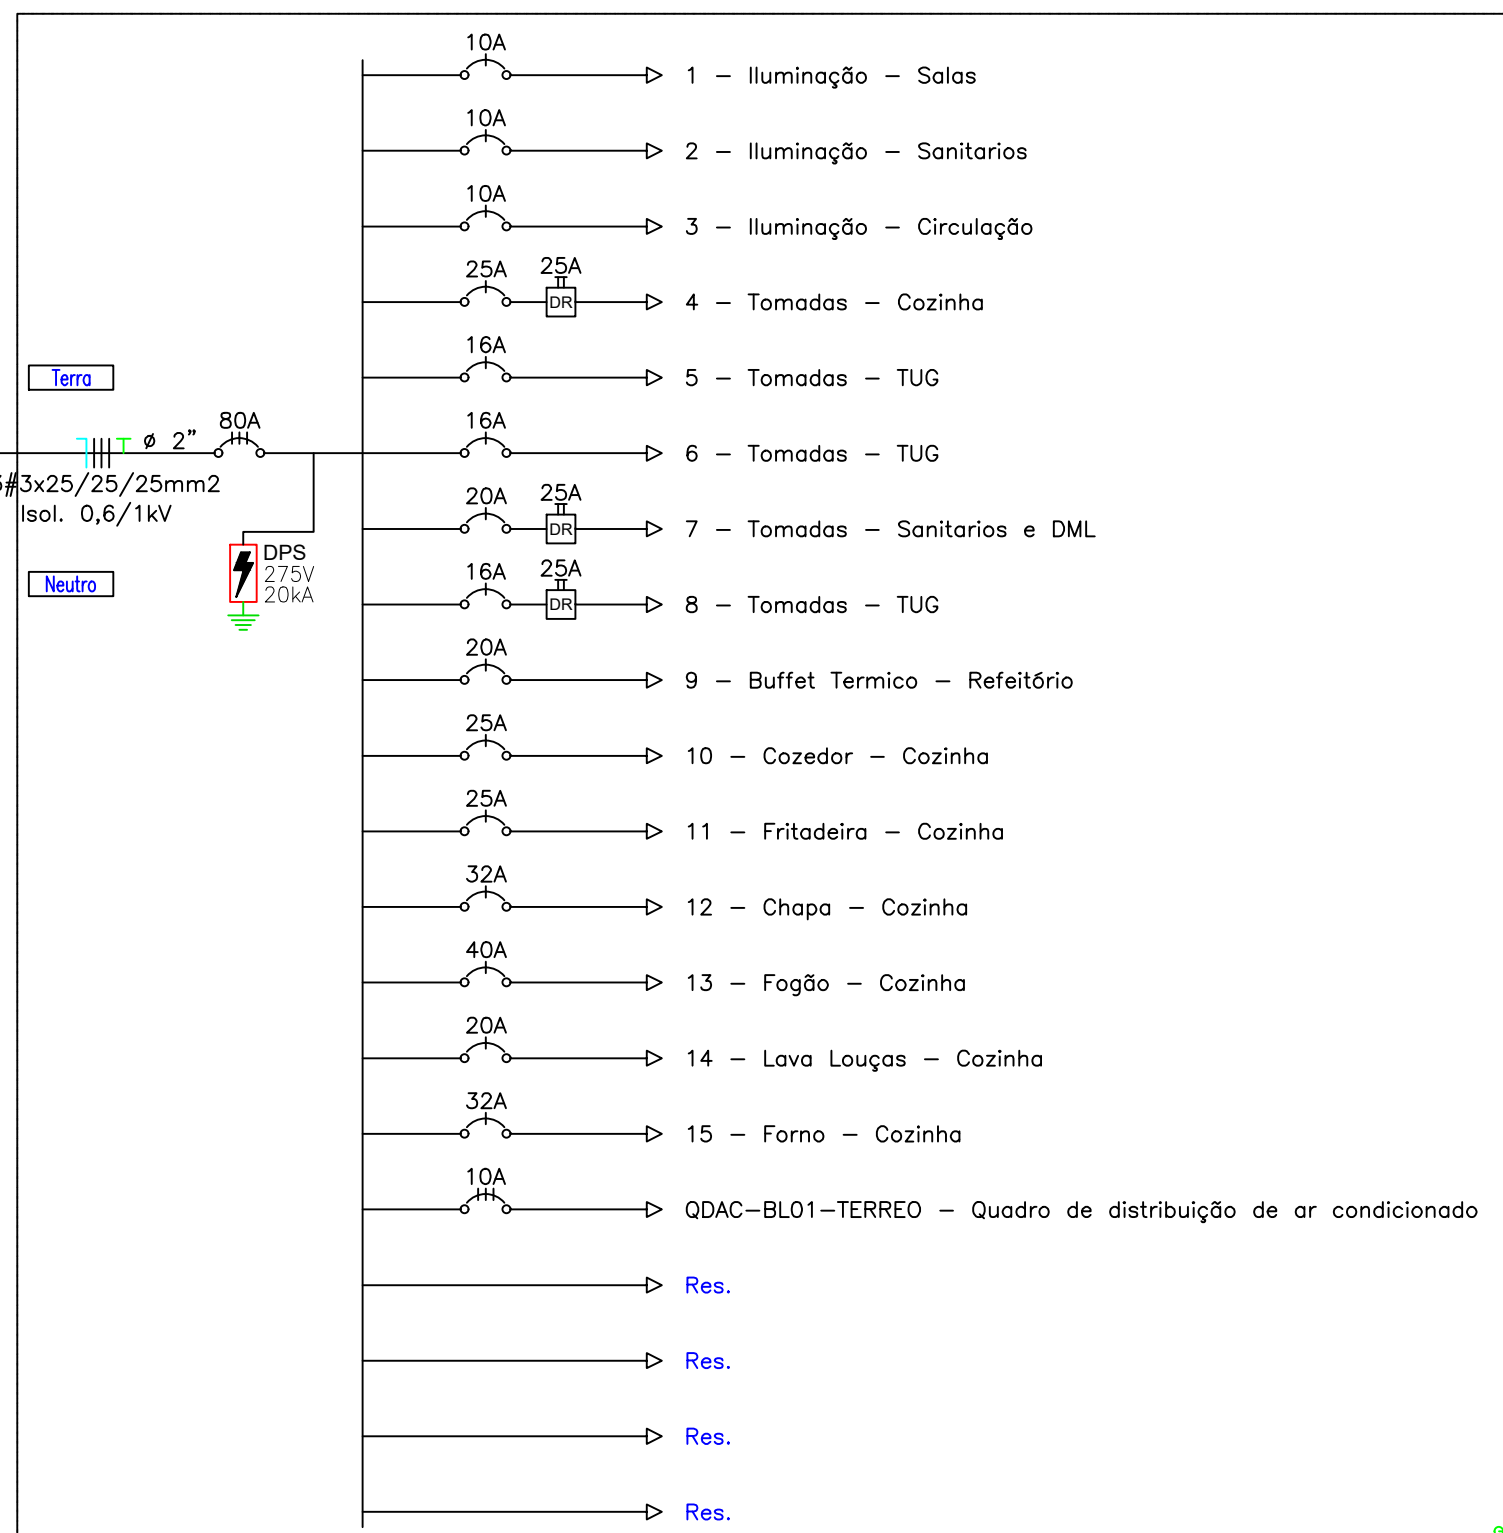 10A
1 - Iluminação - Salas
10A
2 - Iluminação - Sanitarios
10A
3 - Iluminação - Circulação
25A 25A
DR
4 - Tomadas - Cozinha
16A
5 - Tomadas - TUG
Terra
80A
ø 2"
#3x25/25/25mm2
Isol. 0,6/1kV
16A
6 - Tomadas - TUG
20A 25A
DR
7 - Tomadas - Sanitarios e DML
DPS
275V
20kA
Neutro
16A 25A
DR
8 - Tomadas - TUG
20A
9 - Buffet Termico - Refeitório
25A
10 - Cozedor - Cozinha
25A
11 - Fritadeira - Cozinha
32A
12 - Chapa - Cozinha
40A
13 - Fogão - Cozinha
20A
14 - Lava Louças - Cozinha
32A
15 - Forno - Cozinha
10A
QDAC-BL01-TERREO - Quadro de distribuição de ar condicionado
Res.
Res.
Res.
Res.